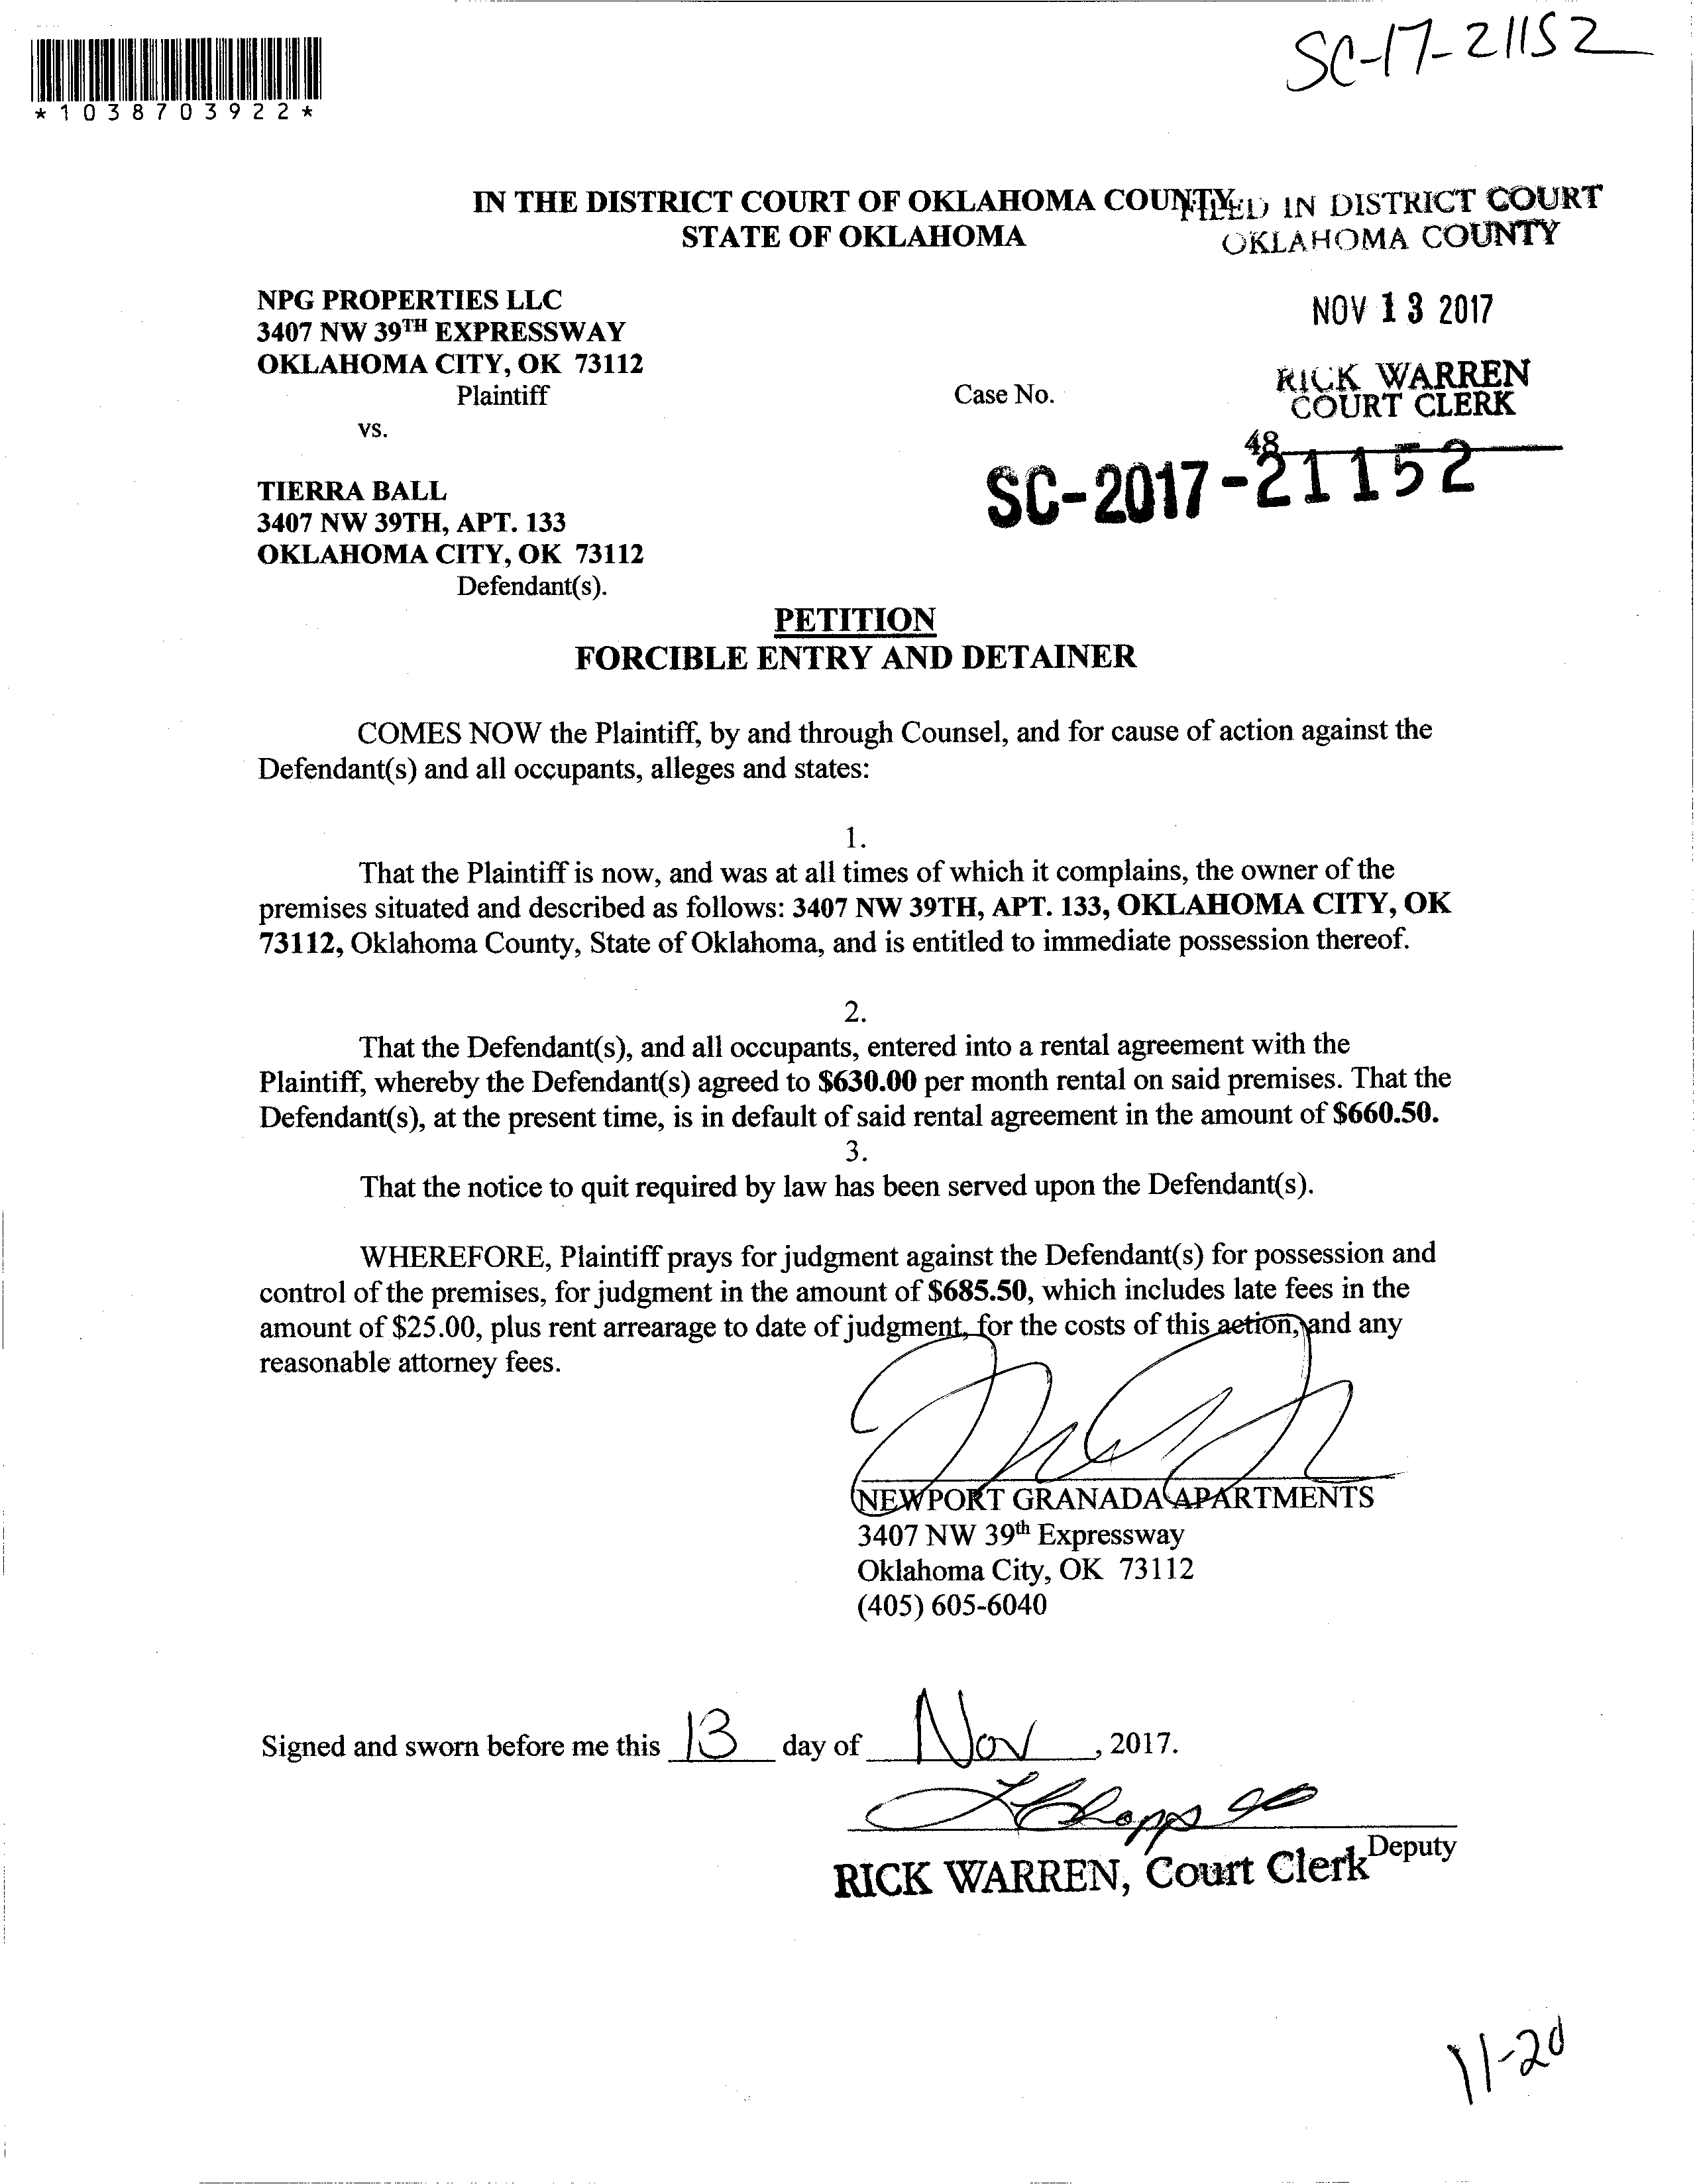 SC-17-21152
*1038703922*
IN THE DISTRICT COURT OF OKLAHOMA COUNTY
STATE OF OKLAHOMA
FILED IN DISTRICT COURT
OKLAHOMA COUNTY
NPG PROPERTIES LLC
3407 NW 39TH EXPRESSWAY
OKLAHOMA CITY, OK 73112
Plaintiff
NOV 13 2017
RICK WARREN
COURT CLERK
48
Case No.
SC-2017-21152
vs.
TIERRA BALL
3407 NW 39TH, APT. 133
OKLAHOMA CITY, OK 73112
Defendant(s).
PETITION
FORCIBLE ENTRY AND DETAINER
COMES NOW the Plaintiff, by and through Counsel, and for cause of action against the
Defendant(s) and all occupants, alleges and states:
1.
That the Plaintiff is now, and was at all times of which it complains, the owner of the
premises situated and described as follows: 3407 NW 39TH, APT. 133, OKLAHOMA CITY, OK
73112, Oklahoma County, State of Oklahoma, and is entitled to immediate possession thereof.
2.
That the Defendant(s), and all occupants, entered into a rental agreement with the
Plaintiff, whereby the Defendant(s) agreed to $630.00 per month rental on said premises. That the
Defendant(s), at the present time, is in default of said rental agreement in the amount of $660.50.
3.
That the notice to quit required by law has been served upon the Defendant(s).
WHEREFORE, Plaintiff prays for judgment against the Defendant(s) for possession and
control of the premises, for judgment in the amount of $685.50, which includes late fees in the
amount of $25.00, plus rent arrearage to date of judgment, for the costs of this action, and any
reasonable attorney fees.
NEWPORT GRANADA APARTMENTS
3407 NW 39th Expressway
Oklahoma City, OK 73112
(405) 605-6040
Signed and sworn before me this 13 day of Nov, 2017.
Deputy
RICK WARREN, Court Clerk
11-20